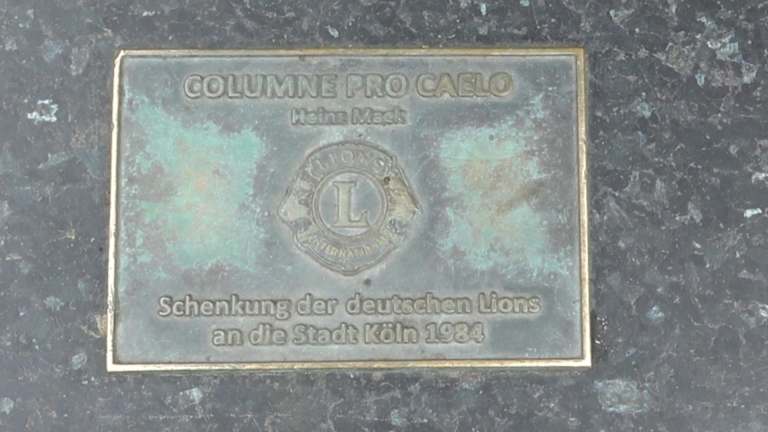 COLUMNE PRO CAELO
Heinz Mack
LIONS
L
INTERNATIONAL
Schenkung der deutschen Lions
an die Stadt Köln 1984